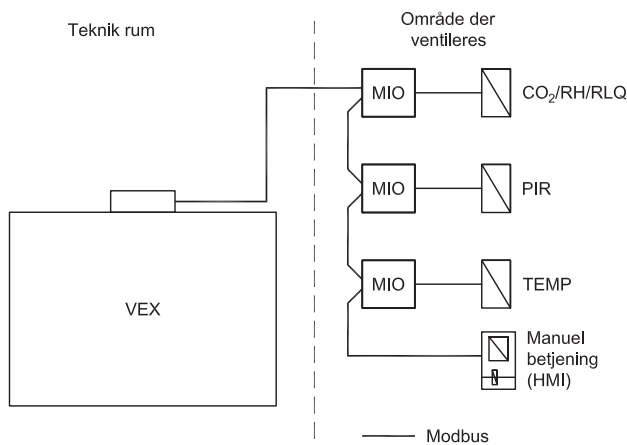 Teknik rum
Område der
ventileres
MIO
CO₂/RH/RLQ
MIO
PIR
VEX
MIO
TEMP
Manuel
betjening
(HMI)
Modbus